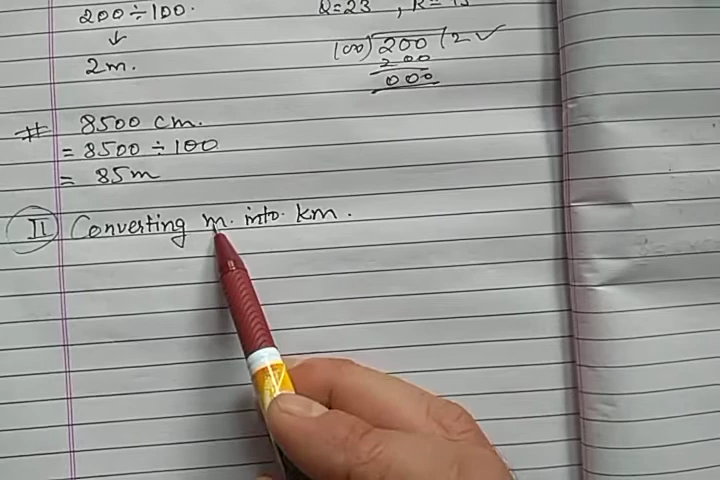 200÷100.
↓
2m.
100)200(2✓
200
000
# 8500 cm.
= 8500 ÷ 100
= 85m
II Converting m. into km.